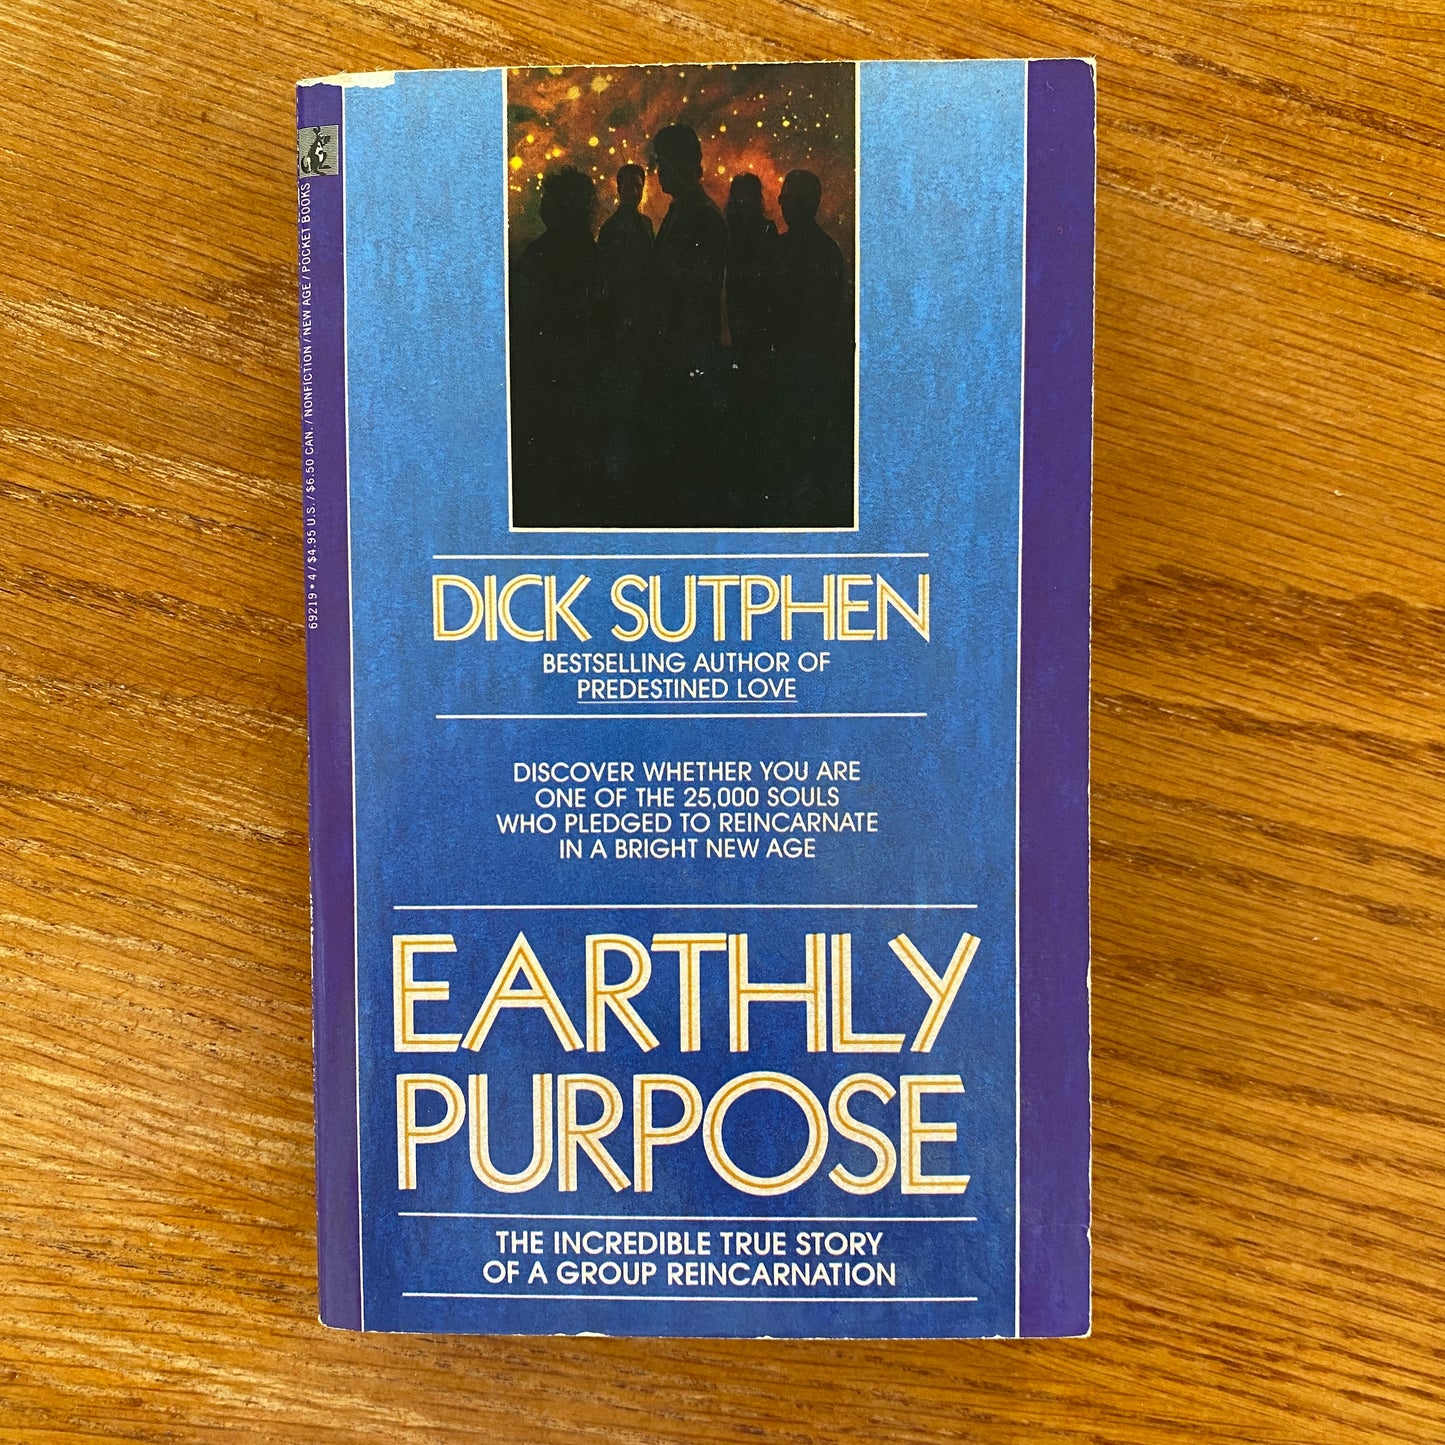 69219 • 4 / $4.95 U.S. / $6.50 CAN. / NONFICTION / NEW AGE / POCKET BOOKS
DICK SUTPHEN
BESTSELLING AUTHOR OF
PREDESTINED LOVE
DISCOVER WHETHER YOU ARE
ONE OF THE 25,000 SOULS
WHO PLEDGED TO REINCARNATE
IN A BRIGHT NEW AGE
EARTHLY
PURPOSE
THE INCREDIBLE TRUE STORY
OF A GROUP REINCARNATION